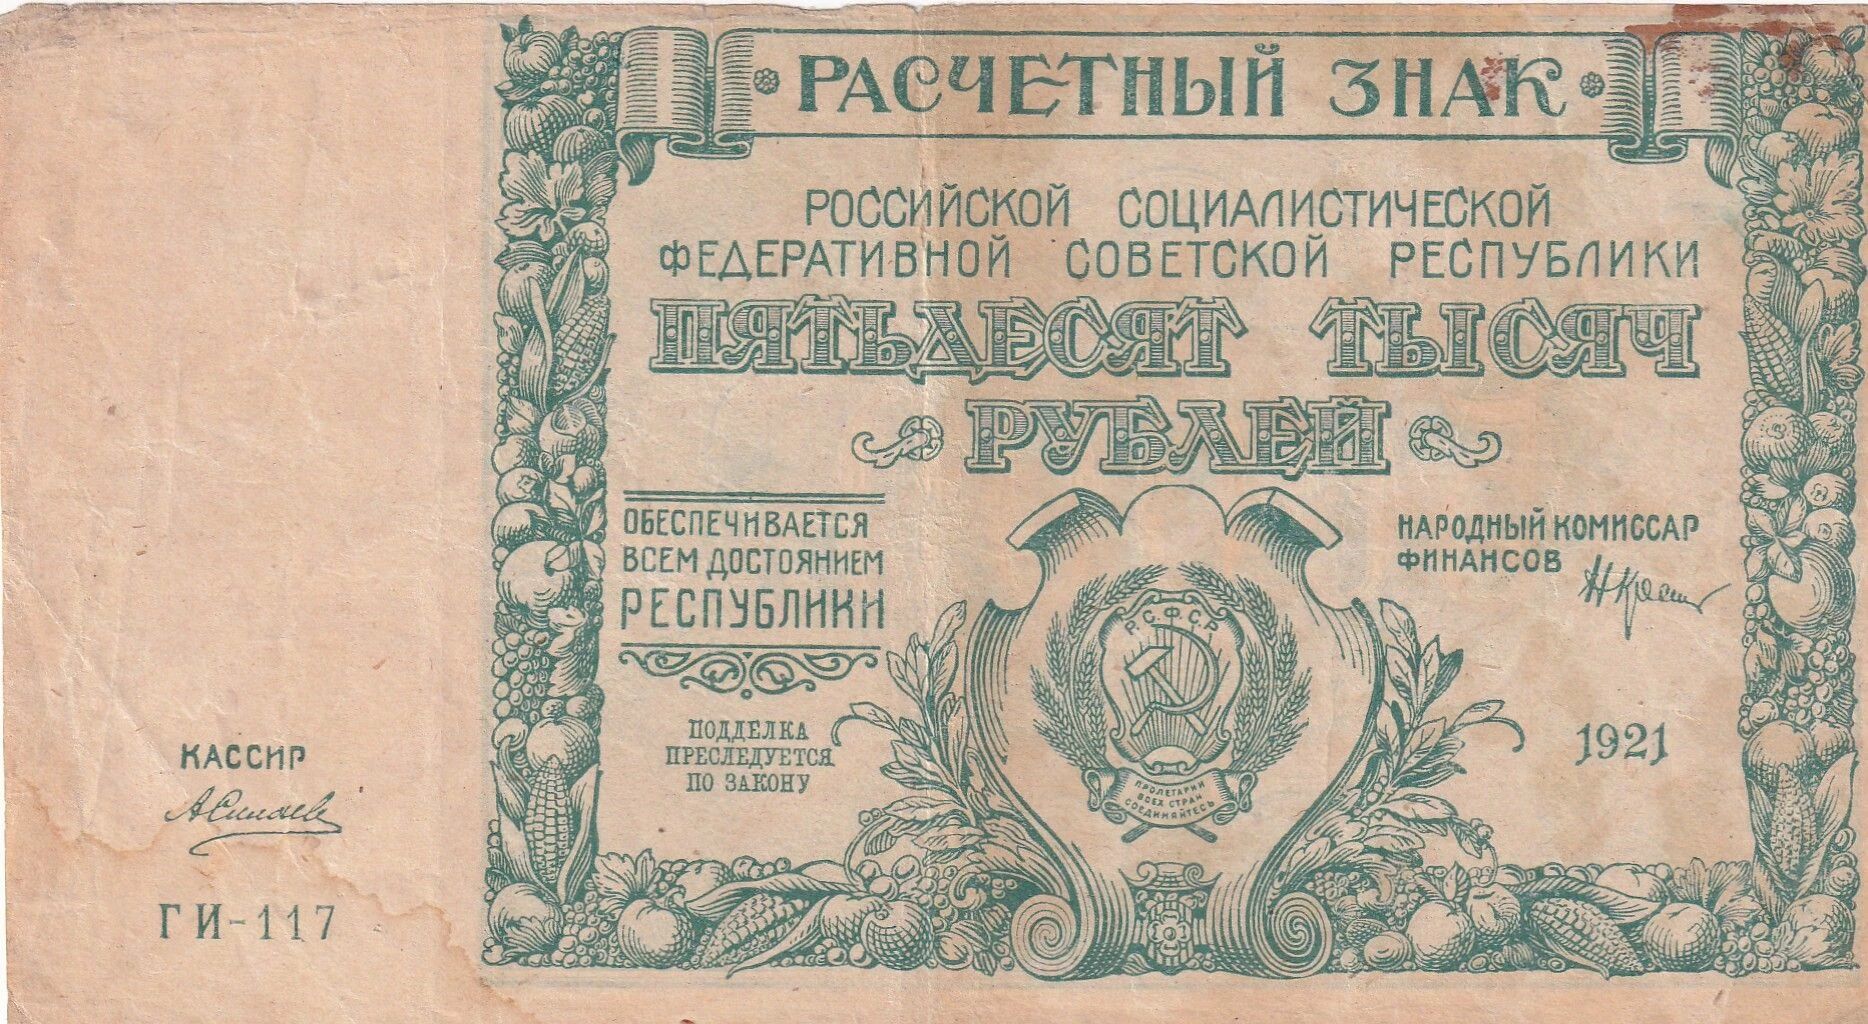 РАСЧЕТНЫЙ ЗНАК
РОССИЙСКОЙ СОЦИАЛИСТИЧЕСКОЙ
ФЕДЕРАТИВНОЙ СОВЕТСКОЙ РЕСПУБЛИКИ
ПЯТЬДЕСЯТ ТЫСЯЧ
РУБЛЕЙ
ОБЕСПЕЧИВАЕТСЯ
ВСЕМ ДОСТОЯНИЕМ
РЕСПУБЛИКИ
НАРОДНЫЙ КОМИССАР
ФИНАНСОВ
Р.С.Ф.С.Р.
ПРОЛЕТАРИИ
ВСЕХ СТРАН
СОЕДИНЯЙТЕСЬ
ПОДДЕЛКА
ПРЕСЛЕДУЕТСЯ
ПО ЗАКОНУ
1921
КАССИР
ГИ-117